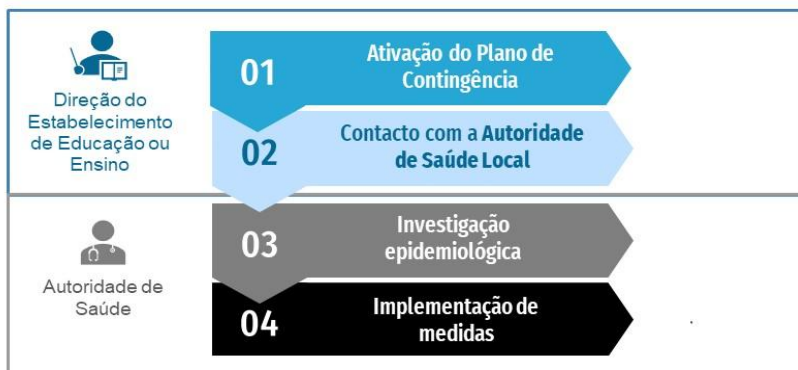 Direção do
Estabelecimento
de Educação ou
Ensino
01
Ativação do Plano de
Contingência
02
Contacto com a Autoridade
de Saúde Local
Autoridade de
Saúde
03
Investigação
epidemiológica
04
Implementação de
medidas
.